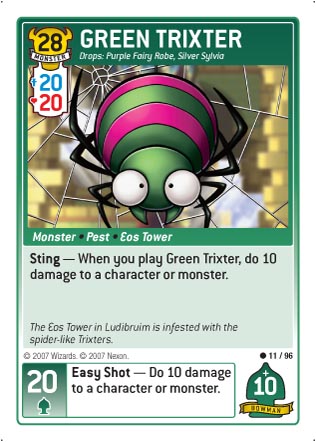 28
MONSTER
GREEN TRIXTER
Drops: Purple Fairy Robe, Silver Sylvia
20
20
Monster • Pest • Eos Tower
Sting — When you play Green Trixter, do 10
damage to a character or monster.
The Eos Tower in Ludibruim is infested with the
spider-like Trixters.
© 2007 Wizards. © 2007 Nexon.
● 11 / 96
20
Easy Shot — Do 10 damage
to a character or monster.
+
10
BOWMAN